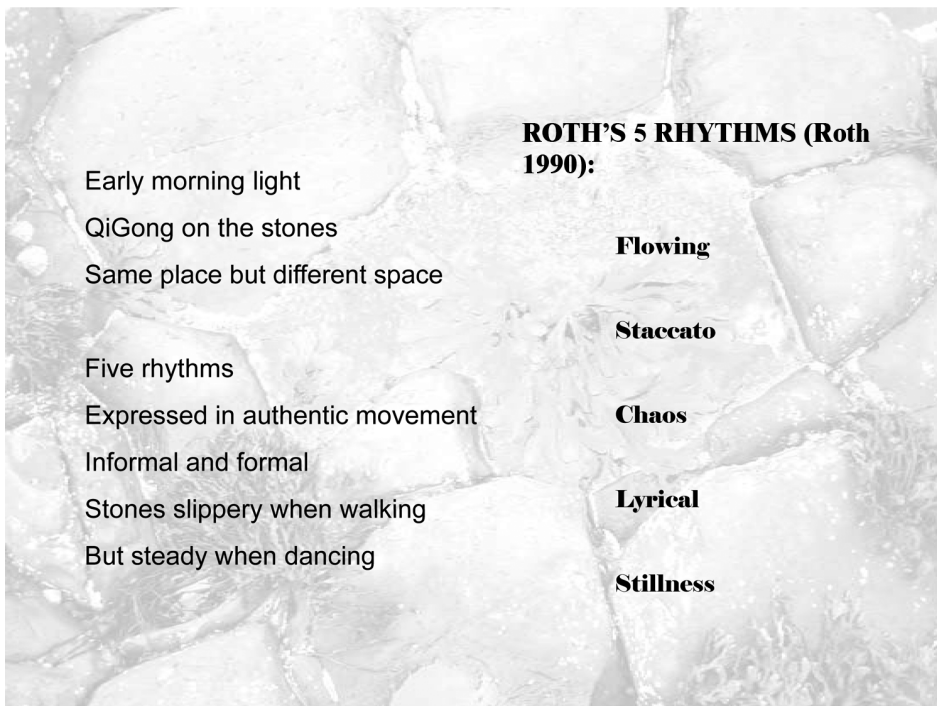 Early morning light
QiGong on the stones
Same place but different space
Five rhythms
Expressed in authentic movement
Informal and formal
Stones slippery when walking
But steady when dancing
ROTH’S 5 RHYTHMS (Roth
1990):
Flowing
Staccato
Chaos
Lyrical
Stillness